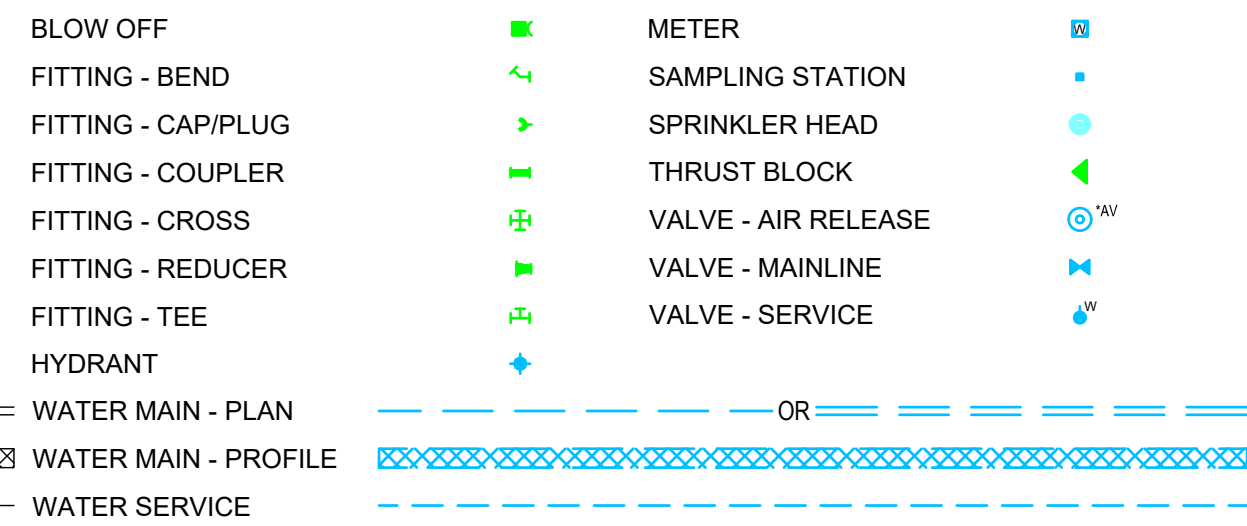 BLOW OFF METER W
FITTING - BEND SAMPLING STATION
FITTING - CAP/PLUG SPRINKLER HEAD
FITTING - COUPLER THRUST BLOCK
FITTING - CROSS VALVE - AIR RELEASE *AV
FITTING - REDUCER VALVE - MAINLINE
FITTING - TEE VALVE - SERVICE W
HYDRANT
WATER MAIN - PLAN OR
WATER MAIN - PROFILE
WATER SERVICE